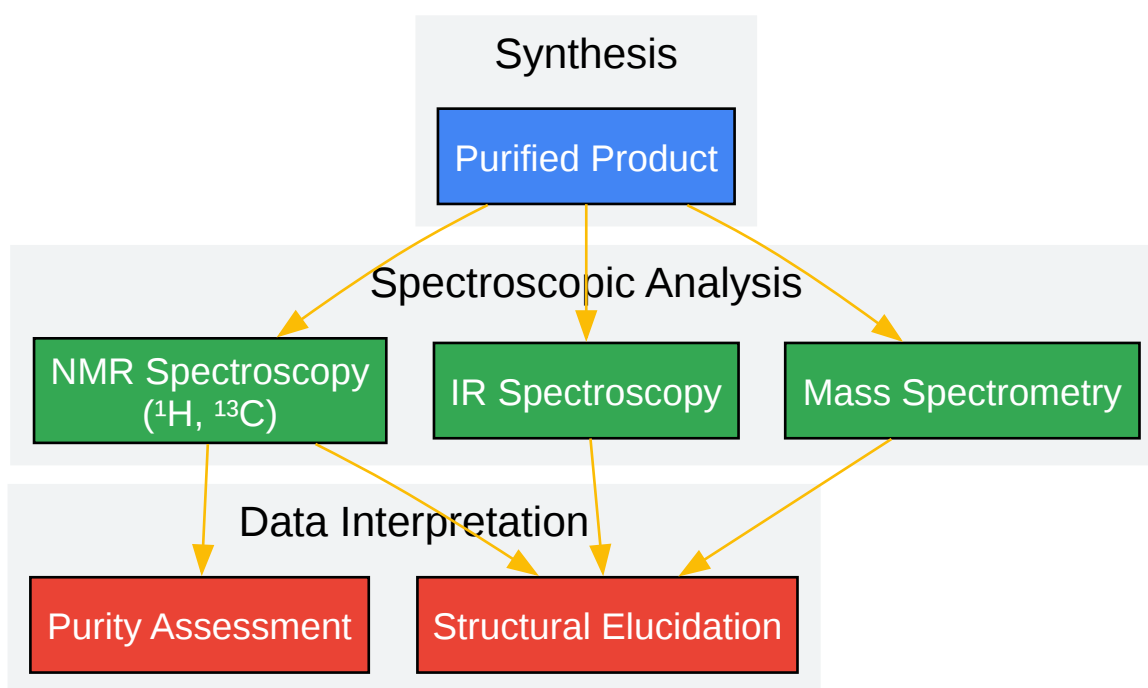 Synthesis
Purified Product
Spectroscopic Analysis
NMR Spectroscopy
(¹H, ¹³C)
IR Spectroscopy
Mass Spectrometry
Data Interpretation
Purity Assessment
Structural Elucidation